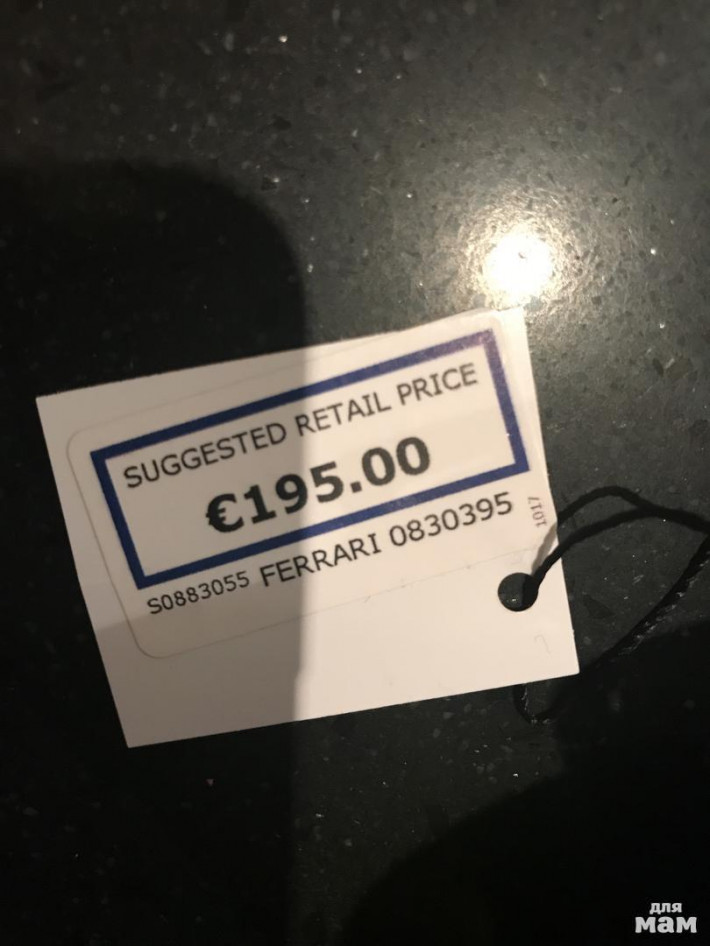 SUGGESTED RETAIL PRICE
€195.00
S0883055 FERRARI 0830395
1017
для
мам